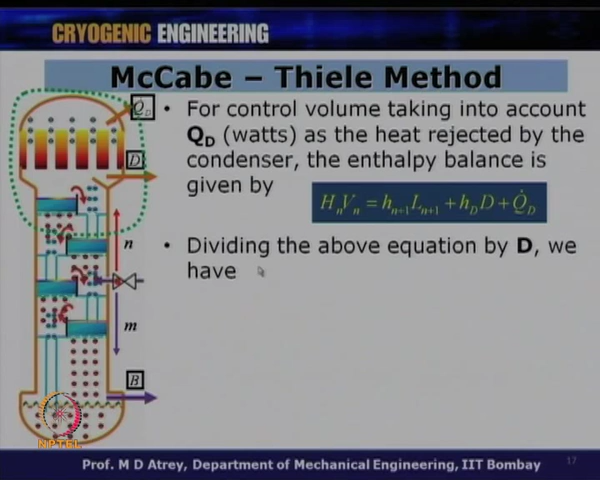 CRYOGENIC ENGINEERING
McCabe – Thiele Method
Q_D
D
n
m
B
• For control volume taking into account
Q_D (watts) as the heat rejected by the
condenser, the enthalpy balance is
given by
H_nV_n = h_{n+1}L_{n+1} + h_D D + Q̇_D
• Dividing the above equation by D, we
have
NPTEL
Prof. M D Atrey, Department of Mechanical Engineering, IIT Bombay
17